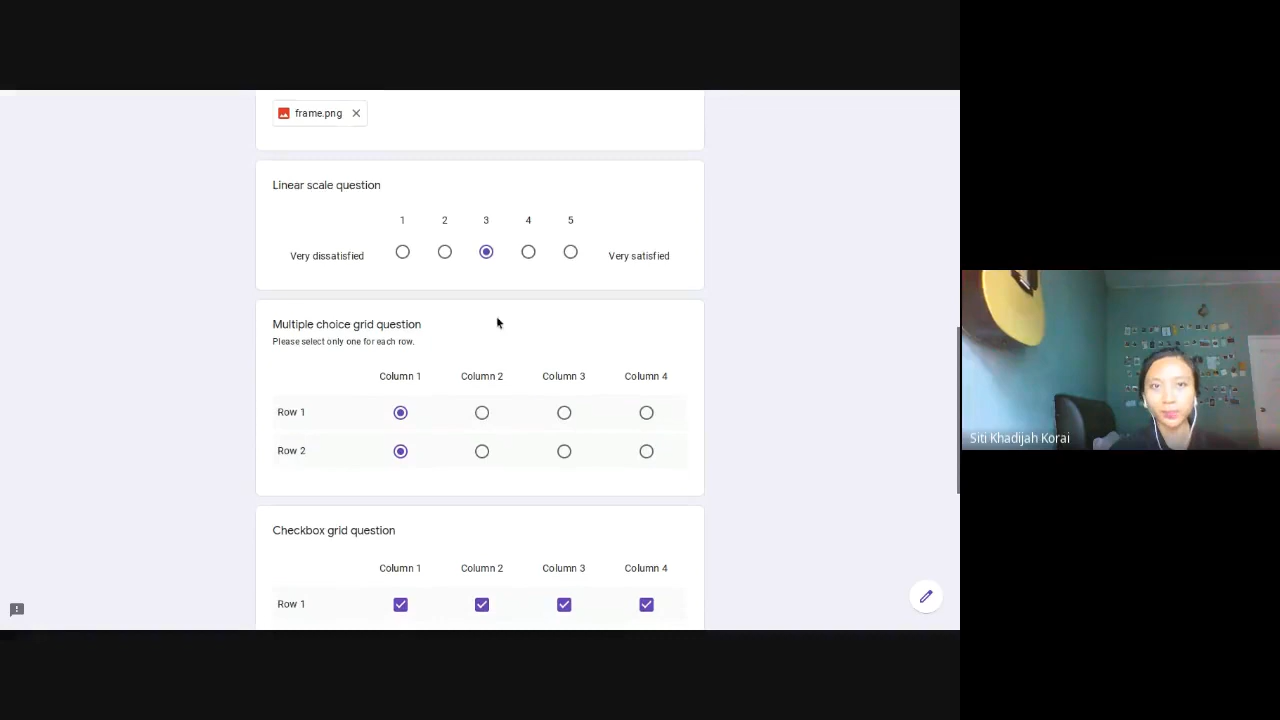 frame.png
Linear scale question
1 2 3 4 5
Very dissatisfied Very satisfied
Multiple choice grid question
Please select only one for each row.
Column 1 Column 2 Column 3 Column 4
Row 1
Row 2
Checkbox grid question
Column 1 Column 2 Column 3 Column 4
Row 1
Siti Khadijah Korai